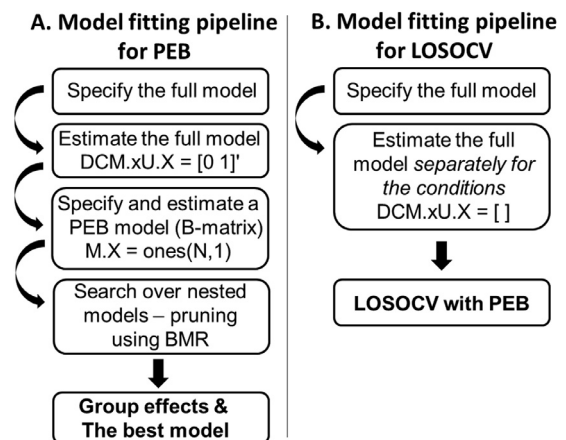 A. Model fitting pipeline
for PEB
Specify the full model
Estimate the full model
DCM.xU.X = [0 1]'
Specify and estimate a
PEB model (B-matrix)
M.X = ones(N,1)
Search over nested
models – pruning
using BMR
Group effects &
The best model
B. Model fitting pipeline
for LOSOCV
Specify the full model
Estimate the full
model separately for
the conditions
DCM.xU.X = [ ]
LOSOCV with PEB